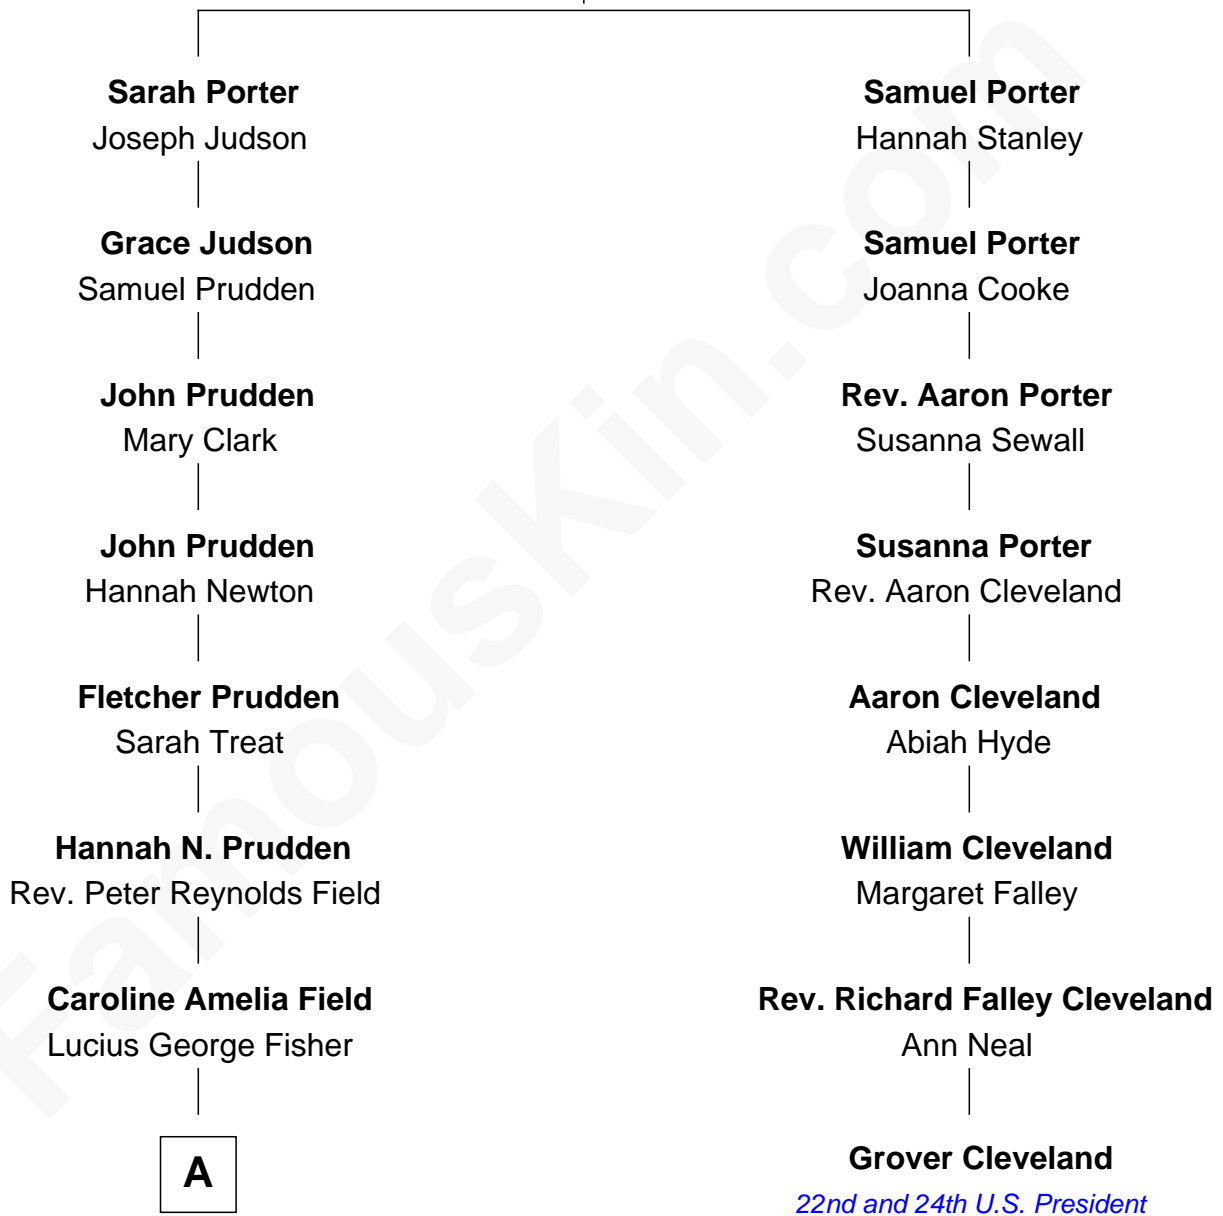 Sarah Porter
Joseph Judson
Samuel Porter
Hannah Stanley
Grace Judson
Samuel Prudden
Samuel Porter
Joanna Cooke
John Prudden
Mary Clark
Rev. Aaron Porter
Susanna Sewall
John Prudden
Hannah Newton
Susanna Porter
Rev. Aaron Cleveland
Fletcher Prudden
Sarah Treat
Aaron Cleveland
Abiah Hyde
Hannah N. Prudden
Rev. Peter Reynolds Field
William Cleveland
Margaret Falley
Caroline Amelia Field
Lucius George Fisher
Rev. Richard Falley Cleveland
Ann Neal
A
Grover Cleveland
22nd and 24th U.S. President
FamousKin.com